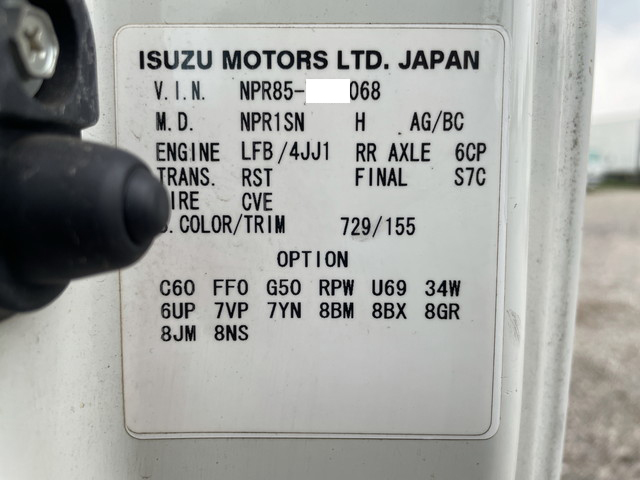 ISUZU MOTORS LTD. JAPAN
V.I.N. NPR85- 068
M.D. NPR1SN H AG/BC
ENGINE LFB/4JJ1 RR AXLE 6CP
TRANS. RST FINAL S7C
IRE CVE
. COLOR/TRIM 729/155
OPTION
C60 FF0 G50 RPW U69 34W
6UP 7VP 7YN 8BM 8BX 8GR
8JM 8NS